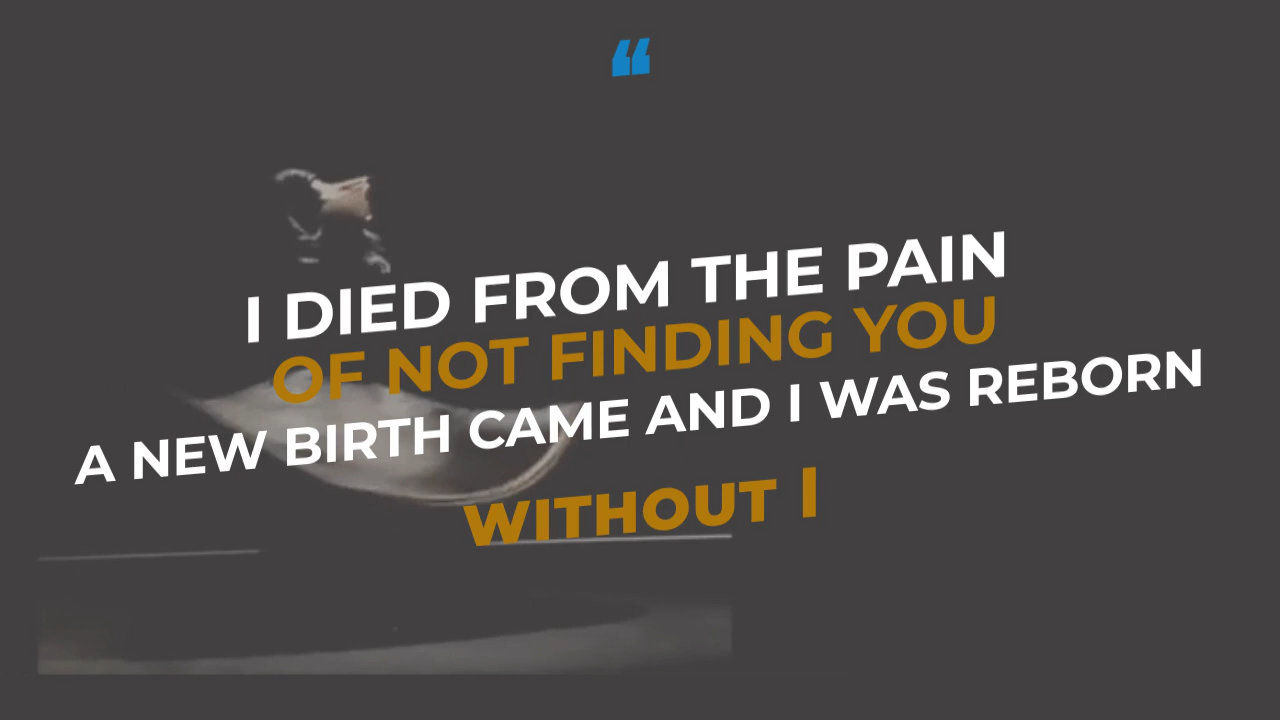 “
I DIED FROM THE PAIN
OF NOT FINDING YOU
A NEW BIRTH CAME AND I WAS REBORN
WITHOUT I